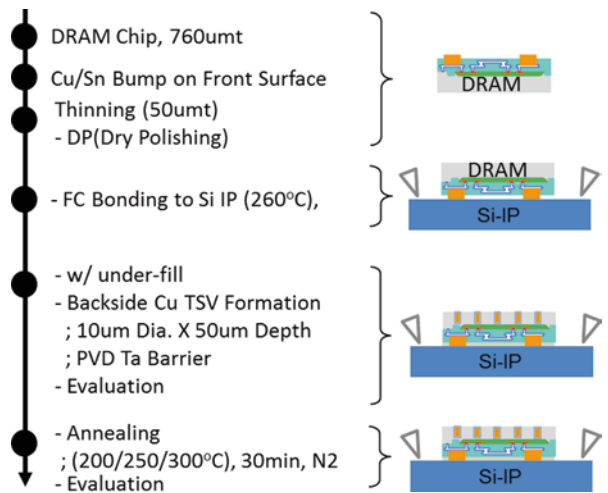 DRAM Chip, 760umt
Cu/Sn Bump on Front Surface
Thinning (50umt)
- DP(Dry Polishing)
DRAM
- FC Bonding to Si IP (260°C),
DRAM
Si-IP
- w/ under-fill
- Backside Cu TSV Formation
; 10um Dia. X 50um Depth
; PVD Ta Barrier
- Evaluation
Si-IP
- Annealing
; (200/250/300°C), 30min, N2
- Evaluation
Si-IP